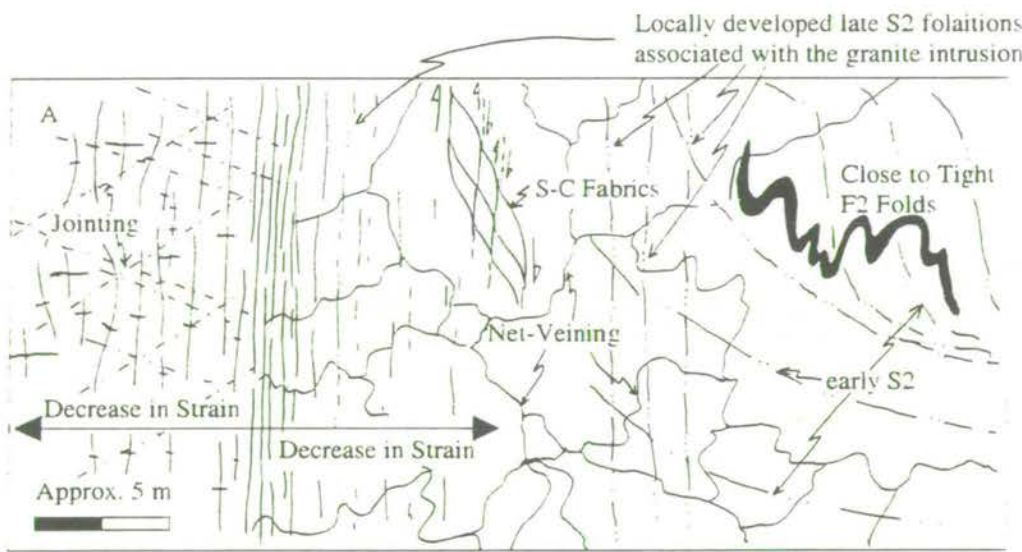 Locally developed late S2 folaitions
associated with the granite intrusion
A
S-C Fabrics
Close to Tight
F2 Folds
Jointing
Net-Veining
early S2
Decrease in Strain
Decrease in Strain
Approx. 5 m